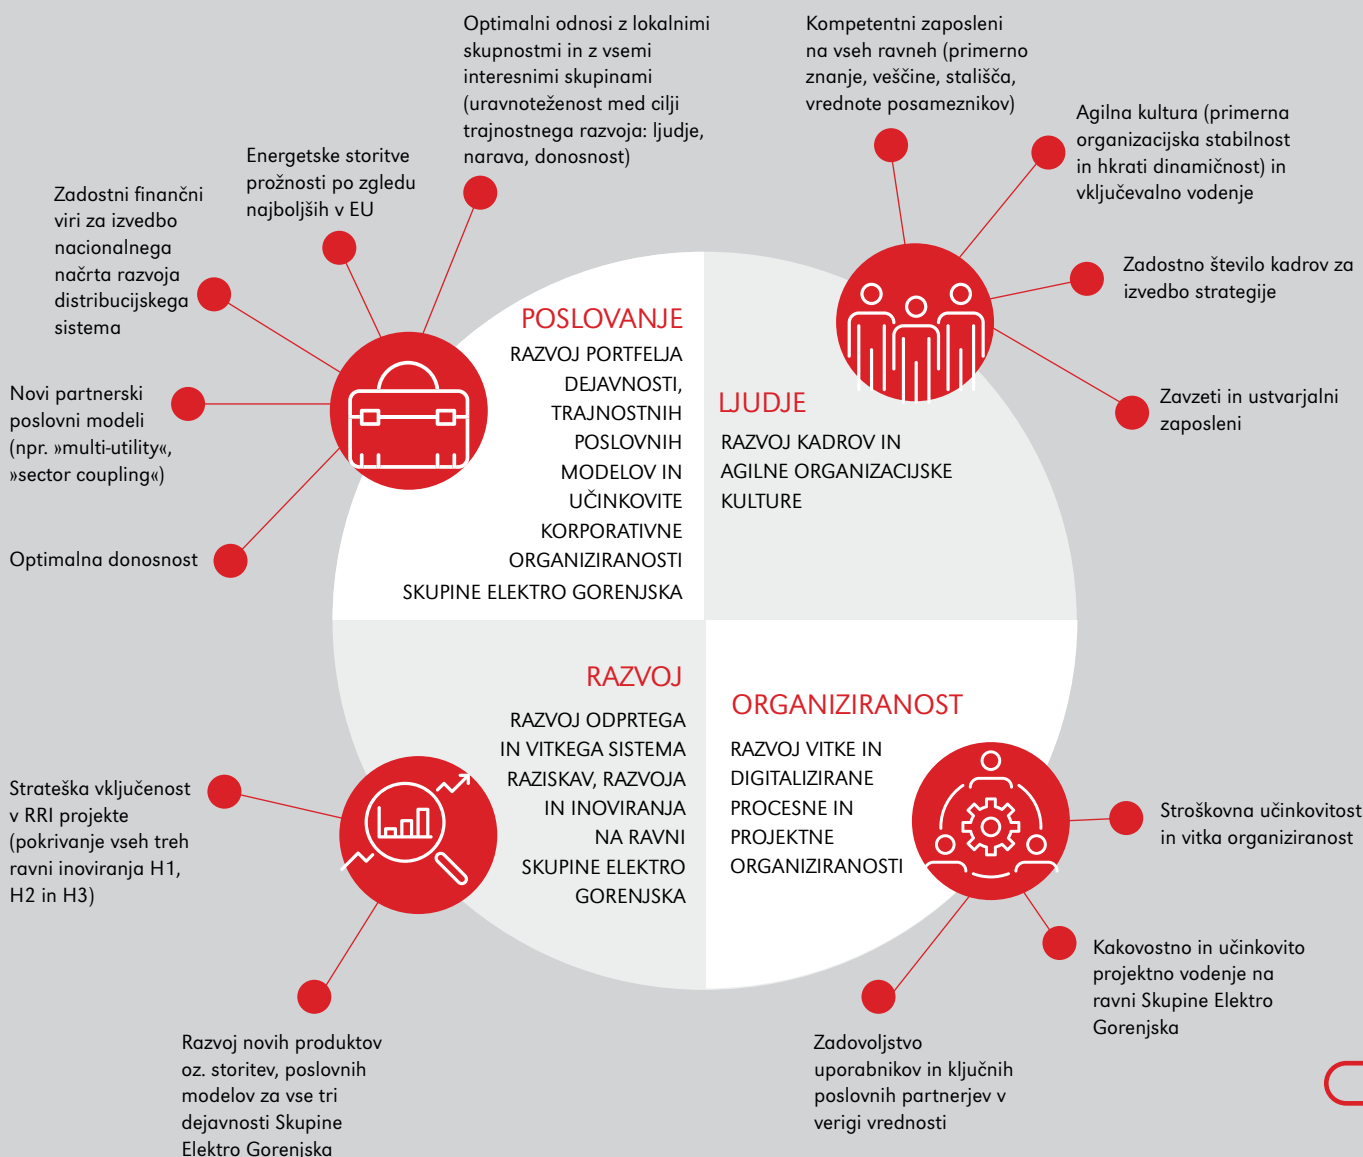 Optimalni odnosi z lokalnimi
skupnostmi in z vsemi
interesnimi skupinami
(uravnoteženost med cilji
trajnostnega razvoja: ljudje,
narava, donosnost)
Energetske storitve
prožnosti po zgledu
najboljših v EU
Zadostni finančni
viri za izvedbo
nacionalnega
načrta razvoja
distribucijskega
sistema
Novi partnerski
poslovni modeli
(npr. »multi-utility«,
»sector coupling«)
Optimalna donosnost
POSLOVANJE
RAZVOJ PORTFELJA
DEJAVNOSTI,
TRAJNOSTNIH
POSLOVNIH
MODELOV IN
UČINKOVITE
KORPORATIVNE
ORGANIZIRANOSTI
SKUPINE ELEKTRO GORENJSKA
Kompetentni zaposleni
na vseh ravneh (primerno
znanje, veščine, stališča,
vrednote posameznikov)
Agilna kultura (primerna
organizacijska stabilnost
in hkrati dinamičnost) in
vključevalno vodenje
Zadostno število kadrov za
izvedbo strategije
Zavzeti in ustvarjalni
zaposleni
LJUDJE
RAZVOJ KADROV IN
AGILNE ORGANIZACIJSKE
KULTURE
RAZVOJ
RAZVOJ ODPRTEGA
IN VITKEGA SISTEMA
RAZISKAV, RAZVOJA
IN INOVIRANJA
NA RAVNI
SKUPINE ELEKTRO
GORENJSKA
Strateška vključenost
v RRI projekte
(pokrivanje vseh treh
ravni inoviranja H1,
H2 in H3)
Razvoj novih produktov
oz. storitev, poslovnih
modelov za vse tri
dejavnosti Skupine
Elektro Gorenjska
ORGANIZIRANOST
RAZVOJ VITKE IN
DIGITALIZIRANE
PROCESNE IN
PROJEKTNE
ORGANIZIRANOSTI
Stroškovna učinkovitost
in vitka organiziranost
Kakovostno in učinkovito
projektno vodenje na
ravni Skupine Elektro
Gorenjska
Zadovoljstvo
uporabnikov in ključnih
poslovnih partnerjev v
verigi vrednosti